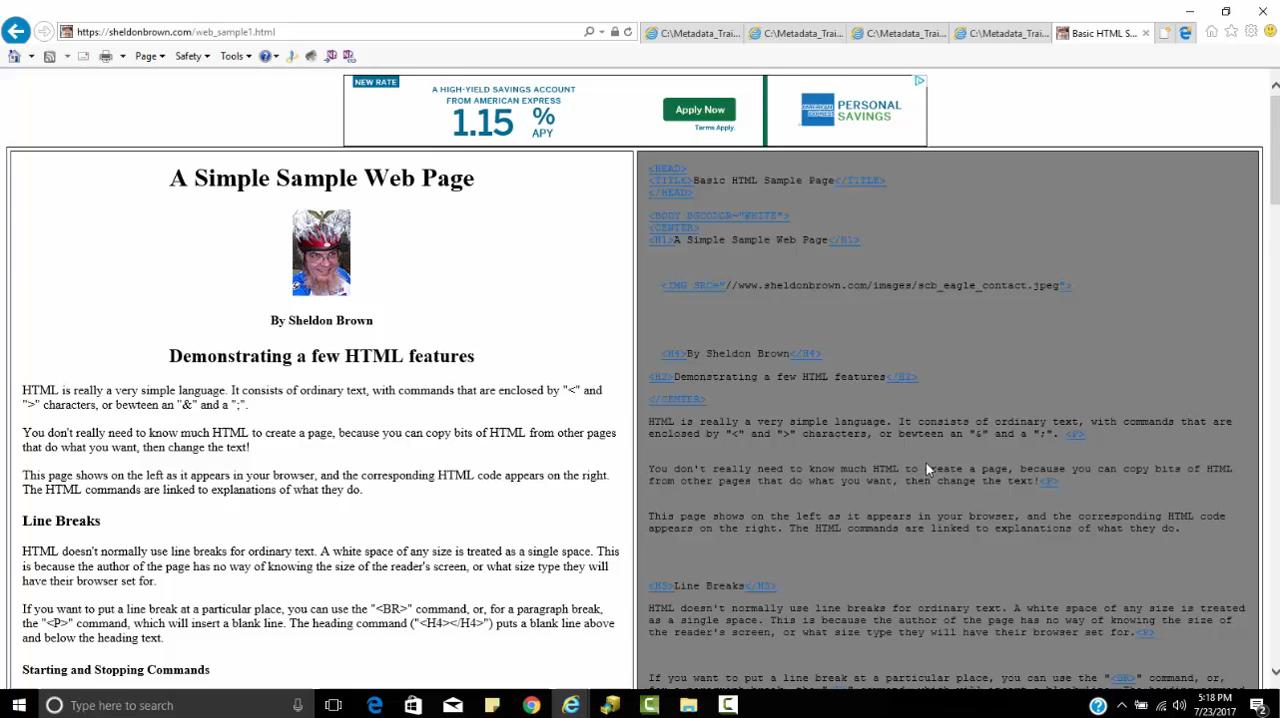 https://sheldonbrown.com/web_sample1.html
C:\Metadata_Trai...
C:\Metadata_Trai...
C:\Metadata_Trai...
C:\Metadata_Trai...
Basic HTML S...
Page
Safety
Tools
NEW RATE
A HIGH-YIELD SAVINGS ACCOUNT
FROM AMERICAN EXPRESS
1.15 % APY
Apply Now
Terms Apply.
AMERICAN EXPRESS
PERSONAL
SAVINGS
A Simple Sample Web Page
By Sheldon Brown
Demonstrating a few HTML features
HTML is really a very simple language. It consists of ordinary text, with commands that are enclosed by "<" and
">" characters, or bewteen an "&" and a ";".
You don't really need to know much HTML to create a page, because you can copy bits of HTML from other pages
that do what you want, then change the text!
This page shows on the left as it appears in your browser, and the corresponding HTML code appears on the right.
The HTML commands are linked to explanations of what they do.
Line Breaks
HTML doesn't normally use line breaks for ordinary text. A white space of any size is treated as a single space. This
is because the author of the page has no way of knowing the size of the reader's screen, or what size type they will
have their browser set for.
If you want to put a line break at a particular place, you can use the "<BR>" command, or, for a paragraph break,
the "<P>" command, which will insert a blank line. The heading command ("<H4></H4>") puts a blank line above
and below the heading text.
Starting and Stopping Commands
<HEAD>
<TITLE>Basic HTML Sample Page</TITLE>
</HEAD>
<BODY BGCOLOR="WHITE">
<CENTER>
<H1>A Simple Sample Web Page</H1>
<IMG SRC="//www.sheldonbrown.com/images/scb_eagle_contact.jpeg">
<H4>By Sheldon Brown</H4>
<H2>Demonstrating a few HTML features</H2>
</CENTER>
HTML is really a very simple language. It consists of ordinary text, with commands that are
enclosed by "<" and ">" characters, or bewteen an "&" and a ";". <P>
You don't really need to know much HTML to create a page, because you can copy bits of HTML
from other pages that do what you want, then change the text!<P>
This page shows on the left as it appears in your browser, and the corresponding HTML code
appears on the right. The HTML commands are linked to explanations of what they do.
<H3>Line Breaks</H3>
HTML doesn't normally use line breaks for ordinary text. A white space of any size is treated
as a single space. This is because the author of the page has no way of knowing the size of
the reader's screen, or what size type they will have their browser set for.<P>
If you want to put a line break at a particular place, you can use the "<BR>" command, or,
Type here to search
5:18 PM
7/23/2017